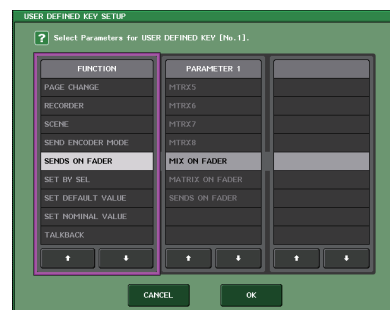 USER DEFINED KEY SETUP
? Select Parameters for USER DEFINED KEY [No.1].
FUNCTION
PAGE CHANGE
RECORDER
SCENE
SEND ENCODER MODE
SENDS ON FADER
SET BY SEL
SET DEFAULT VALUE
SET NOMINAL VALUE
TALKBACK
PARAMETER 1
MTRX5
MTRX6
MTRX7
MTRX8
MIX ON FADER
MATRIX ON FADER
SENDS ON FADER
CANCEL
OK